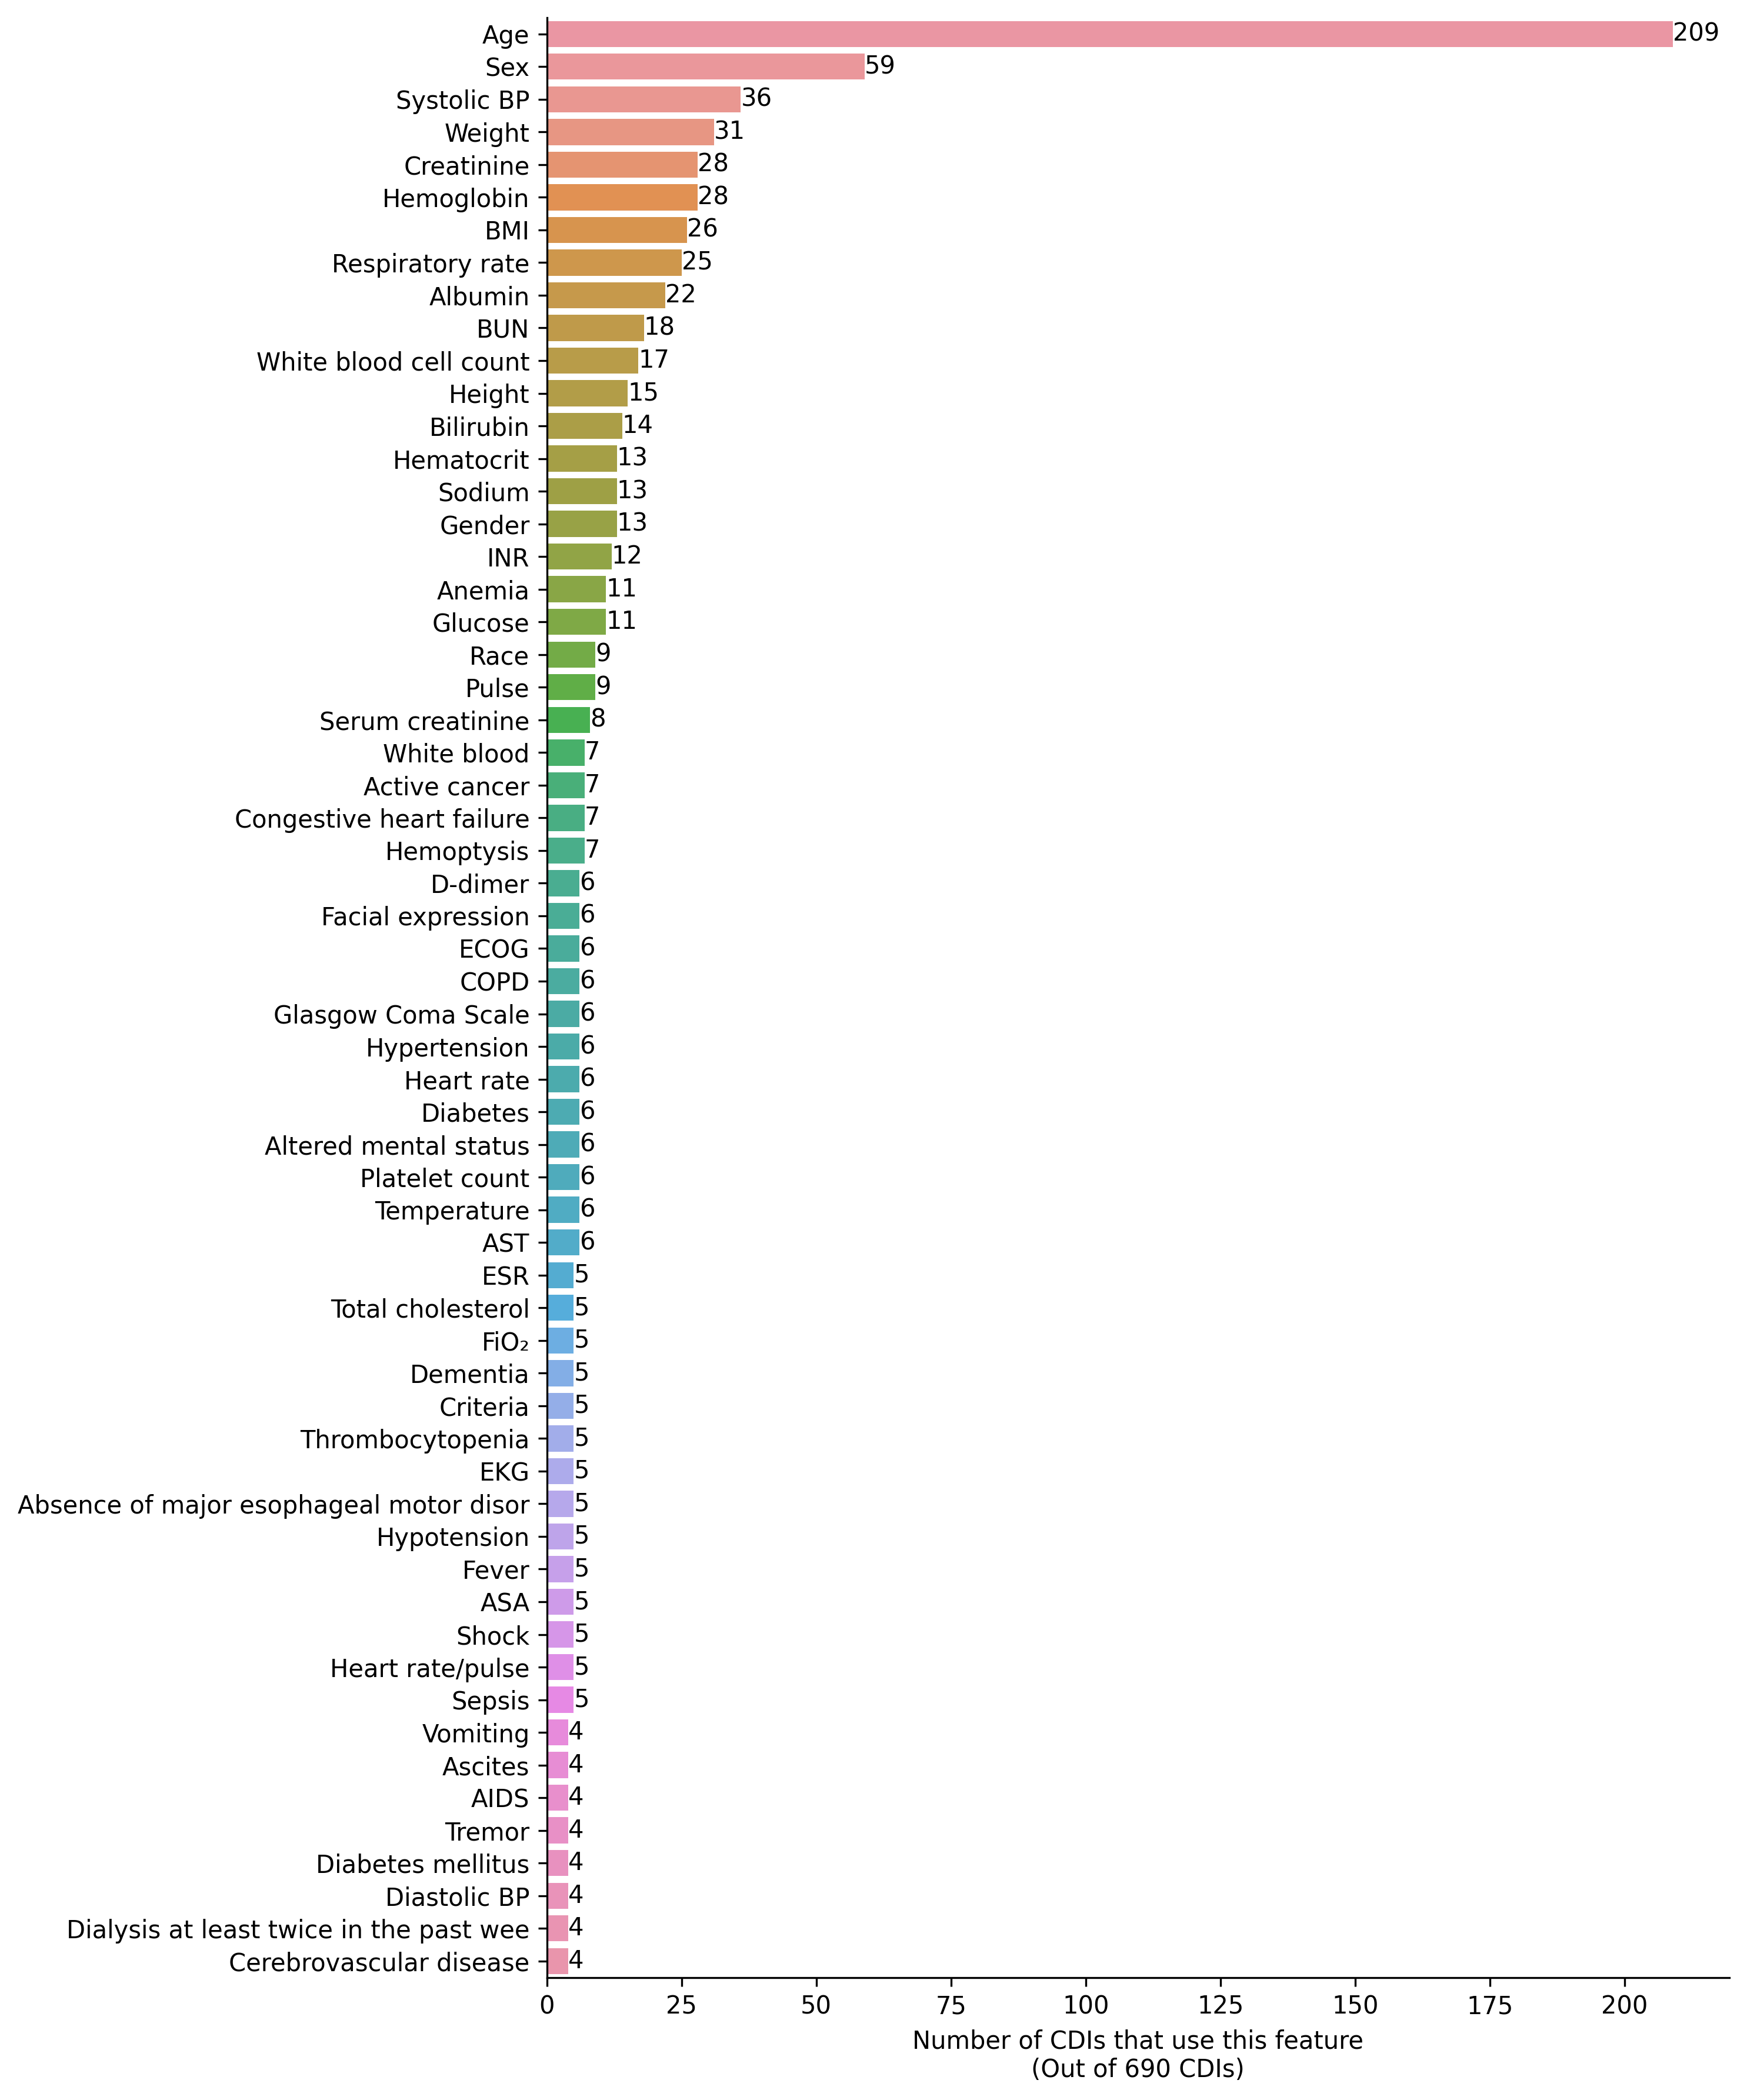 Age 209
Sex 59
Systolic BP 36
Weight 31
Creatinine 28
Hemoglobin 28
BMI 26
Respiratory rate 25
Albumin 22
BUN 18
White blood cell count 17
Height 15
Bilirubin 14
Hematocrit 13
Sodium 13
Gender 13
INR 12
Anemia 11
Glucose 11
Race 9
Pulse 9
Serum creatinine 8
White blood 7
Active cancer 7
Congestive heart failure 7
Hemoptysis 7
D-dimer 6
Facial expression 6
ECOG 6
COPD 6
Glasgow Coma Scale 6
Hypertension 6
Heart rate 6
Diabetes 6
Altered mental status 6
Platelet count 6
Temperature 6
AST 6
ESR 5
Total cholesterol 5
FiO₂ 5
Dementia 5
Criteria 5
Thrombocytopenia 5
EKG 5
Absence of major esophageal motor disor 5
Hypotension 5
Fever 5
ASA 5
Shock 5
Heart rate/pulse 5
Sepsis 5
Vomiting 4
Ascites 4
AIDS 4
Tremor 4
Diabetes mellitus 4
Diastolic BP 4
Dialysis at least twice in the past wee 4
Cerebrovascular disease 4
0 25 50 75 100 125 150 175 200
Number of CDIs that use this feature
(Out of 690 CDIs)